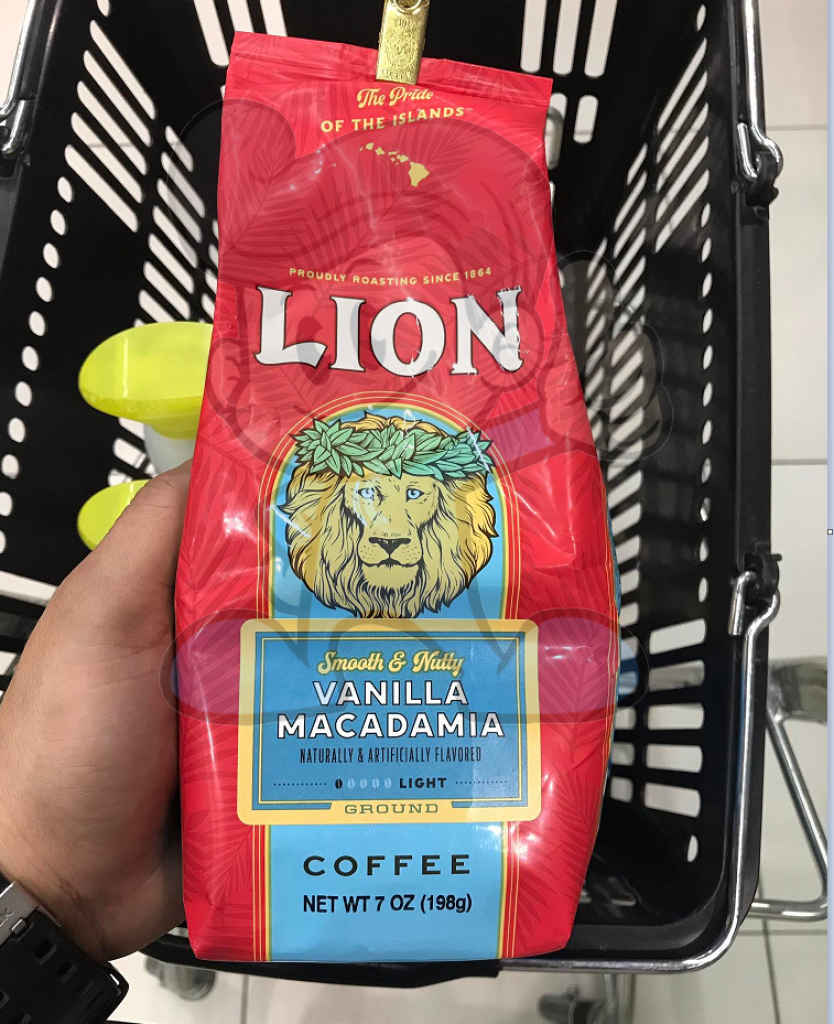 The Pride
OF THE ISLANDS™
PROUDLY ROASTING SINCE 1864
LION
Smooth & Nutty
VANILLA
MACADAMIA
NATURALLY & ARTIFICIALLY FLAVORED
LIGHT
GROUND
COFFEE
NET WT 7 OZ (198g)